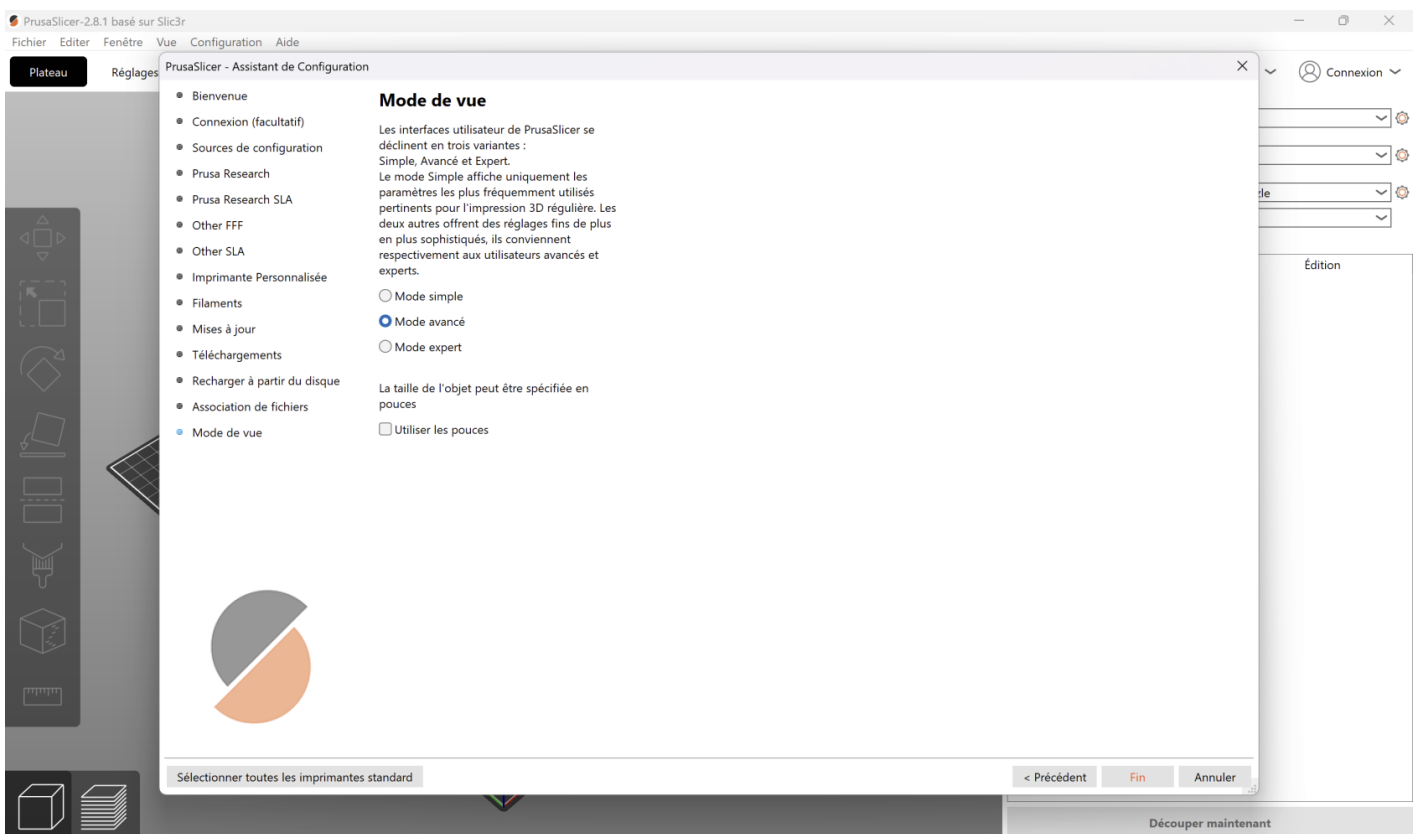 PrusaSlicer-2.8.1 basé sur Slic3r
Fichier Editer Fenêtre Vue Configuration Aide
Plateau Réglages
Connexion
PrusaSlicer - Assistant de Configuration
Bienvenue
Connexion (facultatif)
Sources de configuration
Prusa Research
Prusa Research SLA
Other FFF
Other SLA
Imprimante Personnalisée
Filaments
Mises à jour
Téléchargements
Recharger à partir du disque
Association de fichiers
Mode de vue
Mode de vue
Les interfaces utilisateur de PrusaSlicer se
déclinent en trois variantes :
Simple, Avancé et Expert.
Le mode Simple affiche uniquement les
paramètres les plus fréquemment utilisés
pertinents pour l'impression 3D régulière. Les
deux autres offrent des réglages fins de plus
en plus sophistiqués, ils conviennent
respectivement aux utilisateurs avancés et
experts.
Mode simple
Mode avancé
Mode expert
La taille de l'objet peut être spécifiée en
pouces
Utiliser les pouces
Édition
Sélectionner toutes les imprimantes standard
< Précédent
Fin
Annuler
Découper maintenant